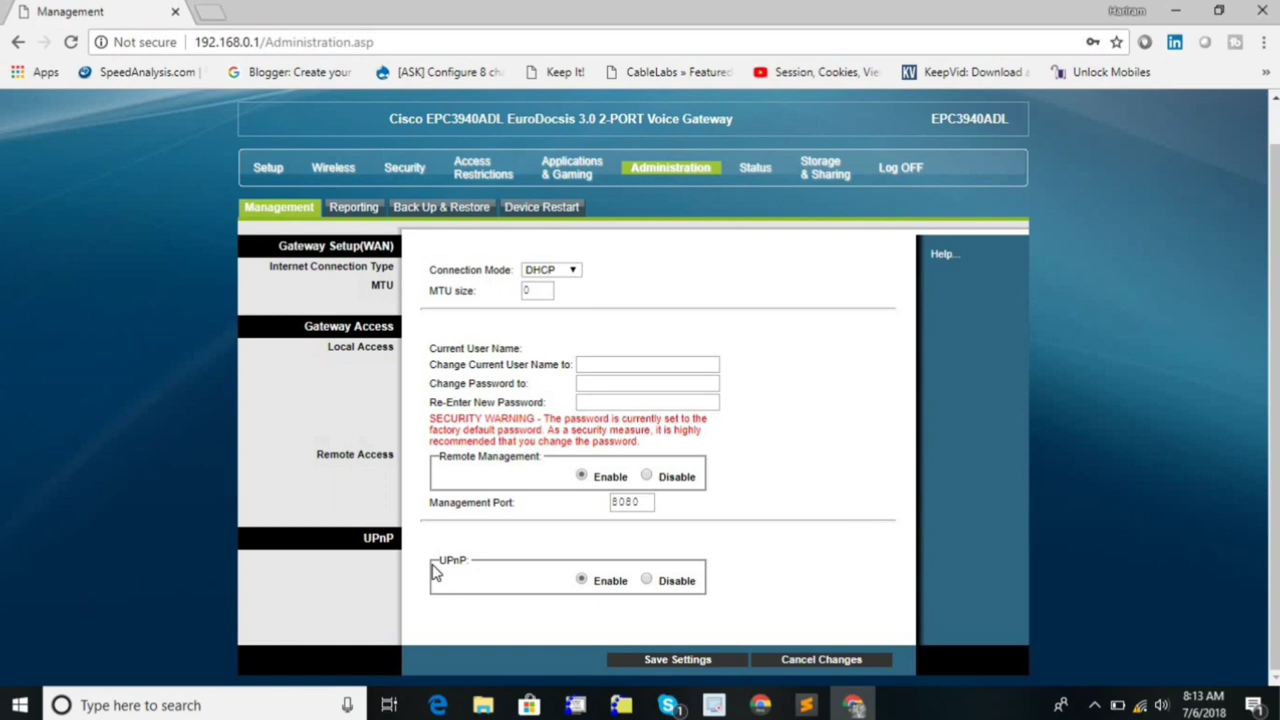 Management
Hariram
Not secure
192.168.0.1/Administration.asp
Apps
SpeedAnalysis.com |
Blogger: Create your
[ASK] Configure 8 ch
Keep It!
CableLabs » Featured
Session, Cookies, Vie
KeepVid: Download a
Unlock Mobiles
»
Cisco EPC3940ADL EuroDocsis 3.0 2-PORT Voice Gateway
EPC3940ADL
Setup
Wireless
Security
Access
Restrictions
Applications
& Gaming
Administration
Status
Storage
& Sharing
Log OFF
Management
Reporting
Back Up & Restore
Device Restart
Gateway Setup(WAN)
Internet Connection Type
MTU
Connection Mode: DHCP
MTU size: 0
Help...
Gateway Access
Local Access
Current User Name:
Change Current User Name to:
Change Password to:
Re-Enter New Password:
SECURITY WARNING - The password is currently set to the
factory default password. As a security measure, it is highly
recommended that you change the password.
Remote Access
Remote Management:
Enable
Disable
Management Port: 8080
UPnP
UPnP:
Enable
Disable
Save Settings
Cancel Changes
Type here to search
1
8:13 AM
7/6/2018
1